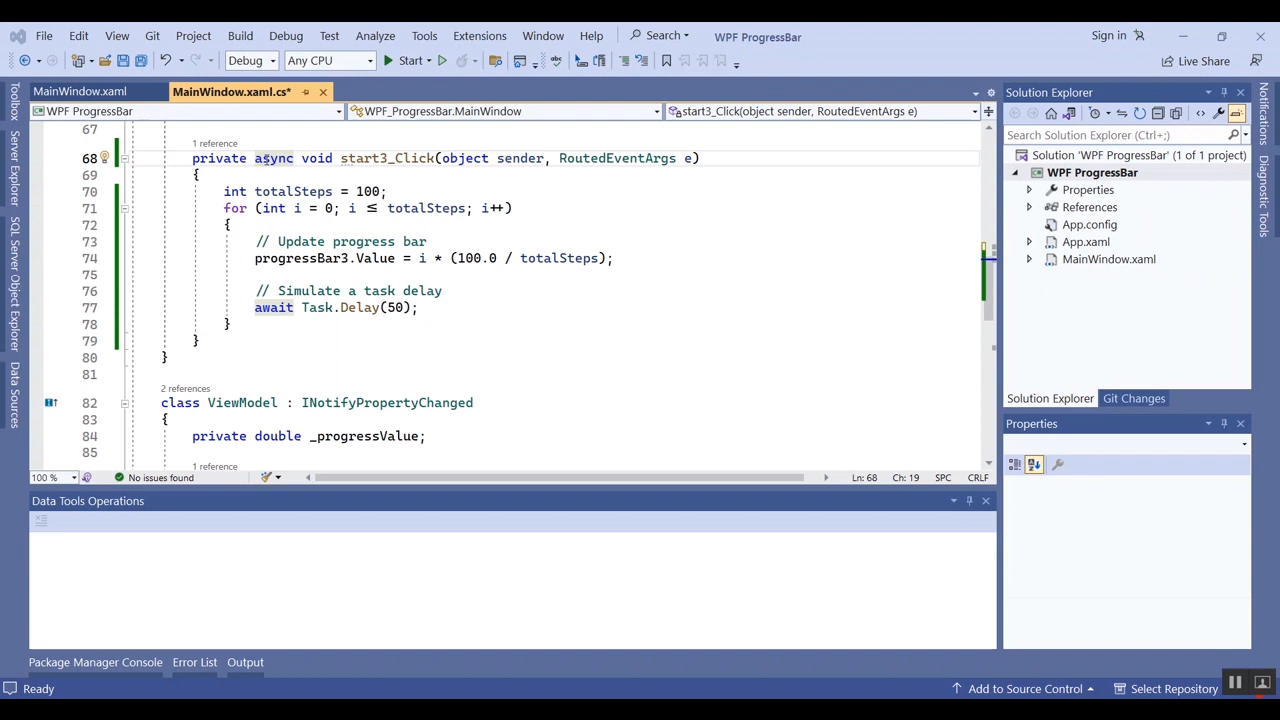 File Edit View Git Project Build Debug Test Analyze Tools Extensions Window Help Search WPF ProgressBar Sign in
Debug Any CPU Start Live Share
MainWindow.xaml MainWindow.xaml.cs*
WPF ProgressBar WPF_ProgressBar.MainWindow start3_Click(object sender, RoutedEventArgs e)
67
1 reference
68 private async void start3_Click(object sender, RoutedEventArgs e)
69 {
70 int totalSteps = 100;
71 for (int i = 0; i ≤ totalSteps; i++)
72 {
73 // Update progress bar
74 progressBar3.Value = i * (100.0 / totalSteps);
75
76 // Simulate a task delay
77 await Task.Delay(50);
78 }
79 }
80 }
81
2 references
82 class ViewModel : INotifyPropertyChanged
83 {
84 private double _progressValue;
85
1 reference
100 % No issues found Ln: 68 Ch: 19 SPC CRLF
Data Tools Operations
Package Manager Console Error List Output
Ready Add to Source Control Select Repository
Toolbox
Server Explorer
SQL Server Object Explorer
Data Sources
Solution Explorer
Search Solution Explorer (Ctrl+;)
Solution 'WPF ProgressBar' (1 of 1 project)
WPF ProgressBar
Properties
References
App.config
App.xaml
MainWindow.xaml
Solution Explorer Git Changes
Properties
Notifications
Diagnostic Tools